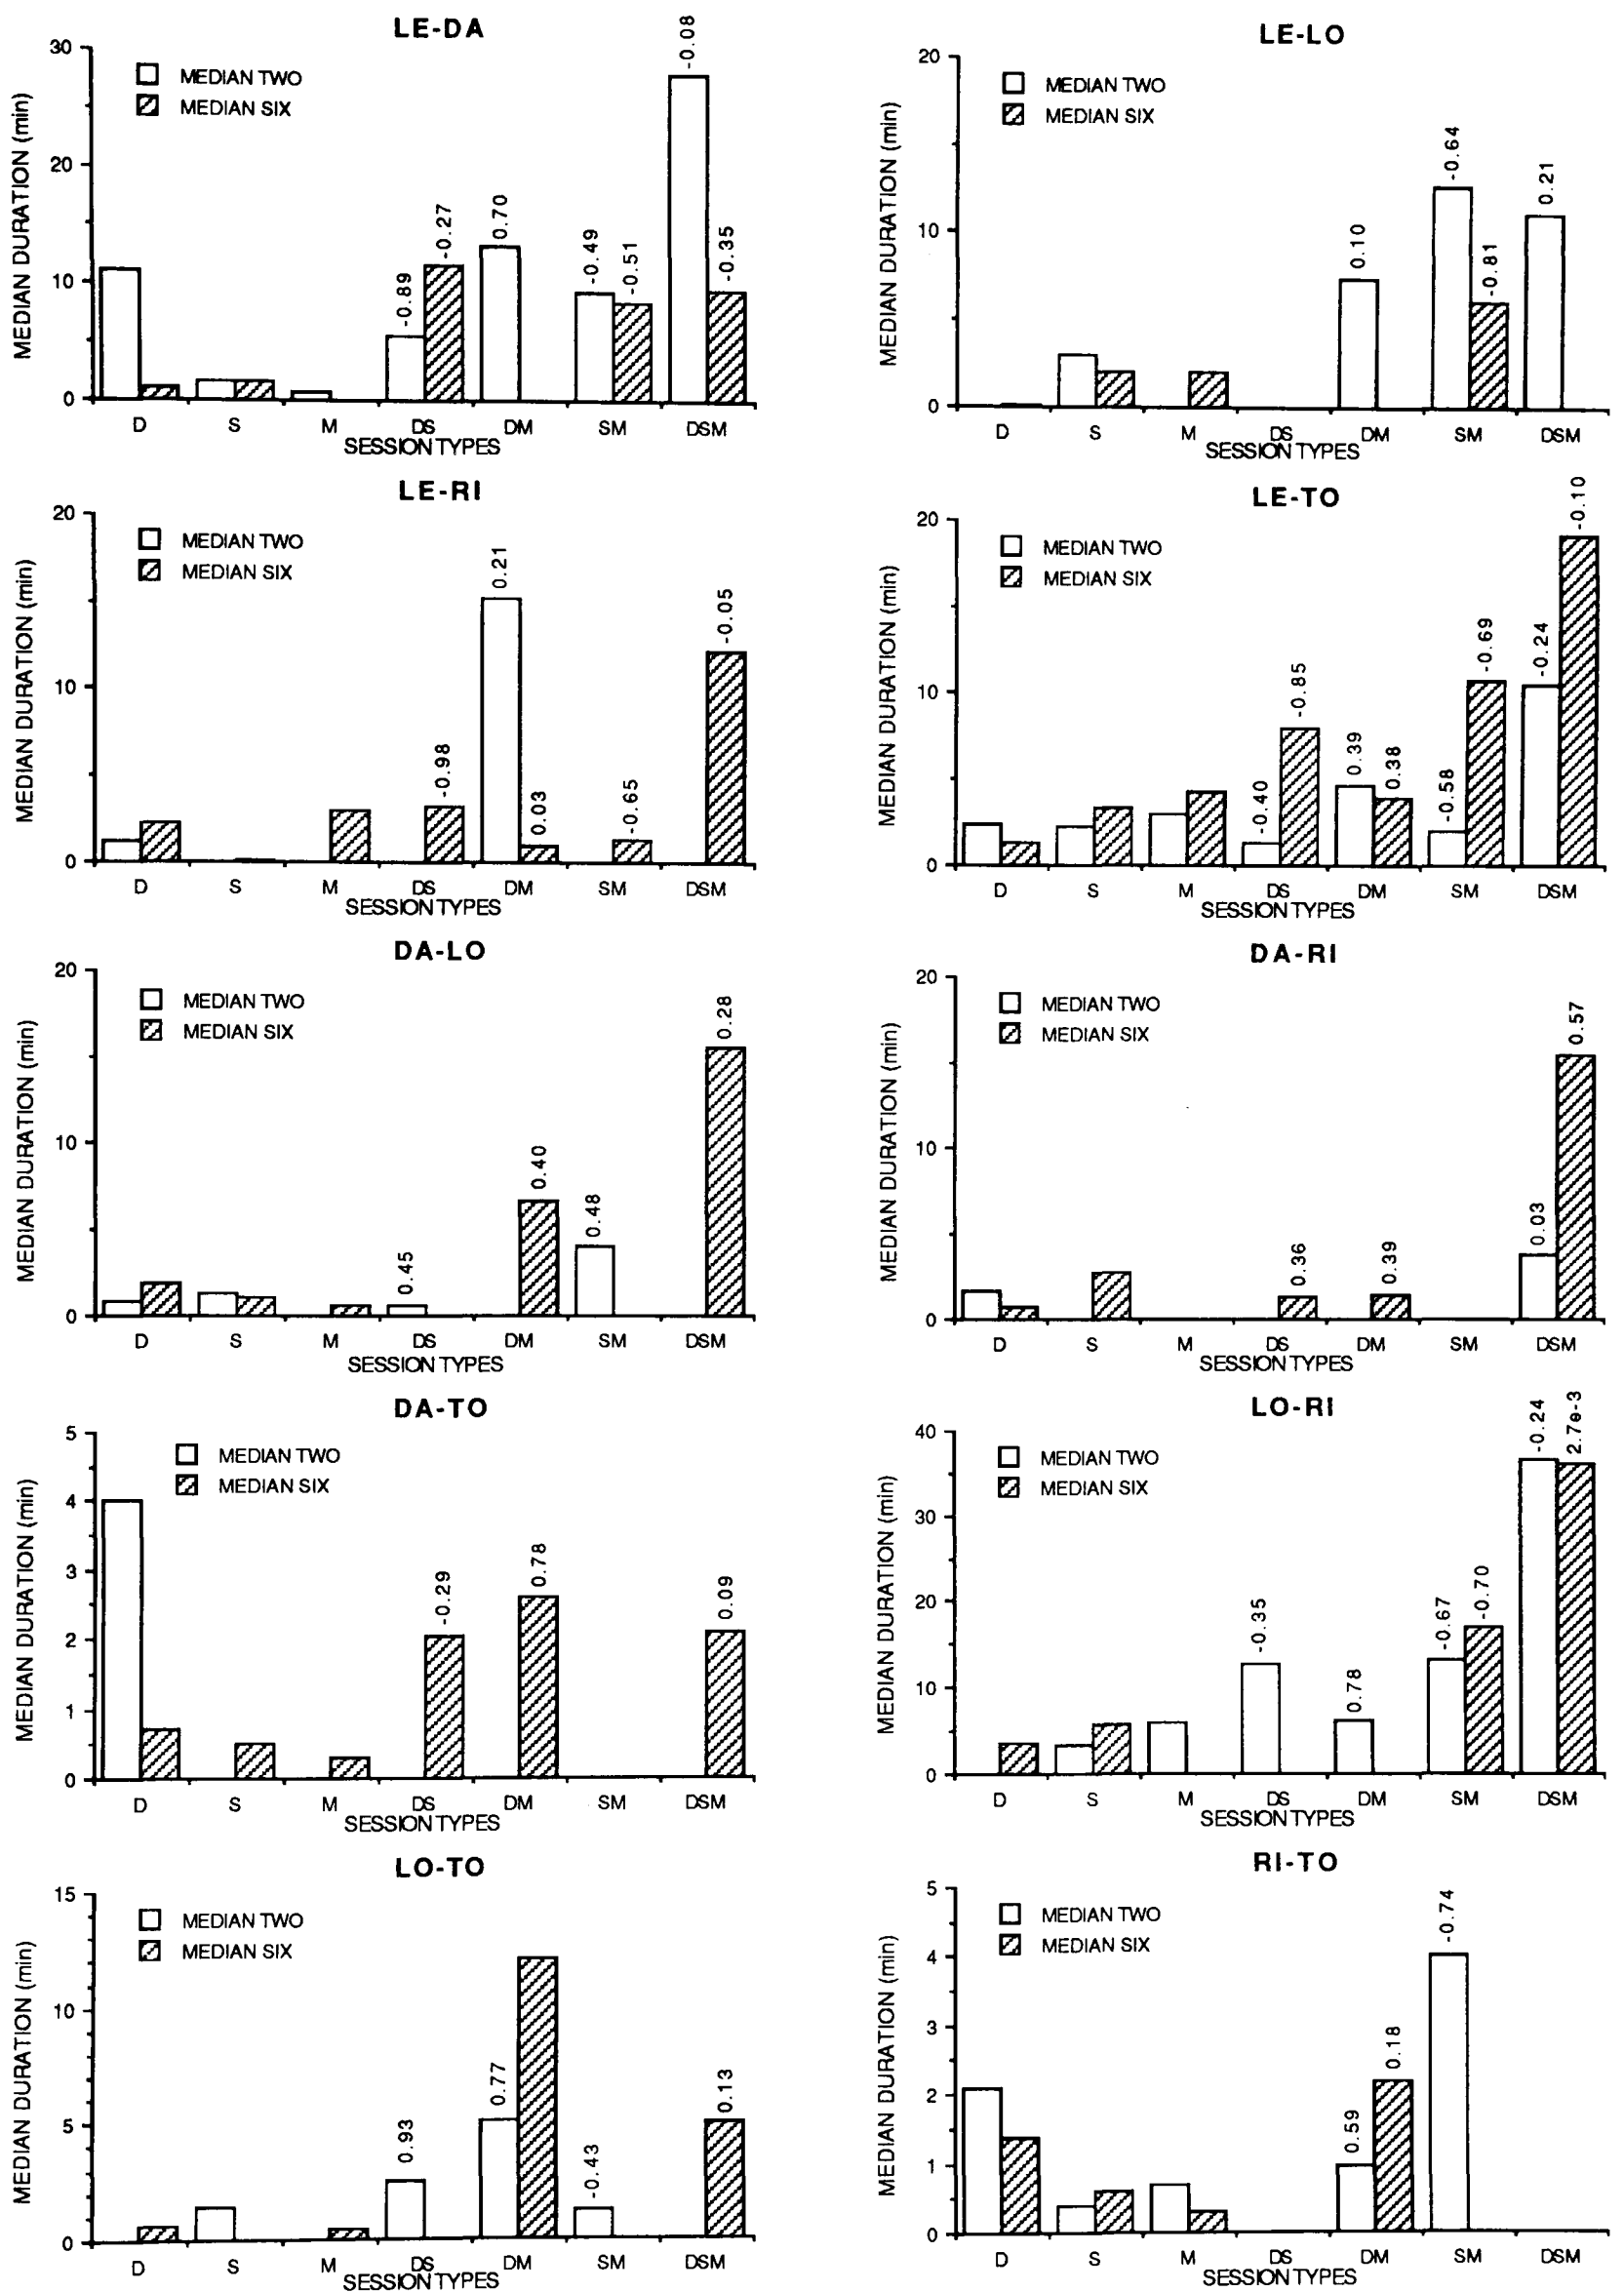 LE-DA
30
20
10
0
MEDIAN DURATION (min)
MEDIAN TWO
MEDIAN SIX
-0.89
-0.27
0.70
-0.49
-0.51
-0.08
-0.35
D S M DS DM SM DSM
SESSION TYPES
LE-LO
20
10
0
MEDIAN DURATION (min)
MEDIAN TWO
MEDIAN SIX
0.10
-0.64
-0.81
0.21
D S M DS DM SM DSM
SESSION TYPES
LE-RI
20
10
0
MEDIAN DURATION (min)
MEDIAN TWO
MEDIAN SIX
-0.98
0.21
0.03
-0.65
-0.05
D S M DS DM SM DSM
SESSION TYPES
LE-TO
20
10
0
MEDIAN DURATION (min)
MEDIAN TWO
MEDIAN SIX
-0.40
-0.85
0.39
0.38
-0.58
-0.69
-0.24
-0.10
D S M DS DM SM DSM
SESSION TYPES
DA-LO
20
10
0
MEDIAN DURATION (min)
MEDIAN TWO
MEDIAN SIX
0.45
0.40
0.48
0.28
D S M DS DM SM DSM
SESSION TYPES
DA-RI
20
10
0
MEDIAN DURATION (min)
MEDIAN TWO
MEDIAN SIX
0.36
0.39
0.03
0.57
D S M DS DM SM DSM
SESSION TYPES
DA-TO
5
4
3
2
1
0
MEDIAN DURATION (min)
MEDIAN TWO
MEDIAN SIX
-0.29
0.78
0.09
D S M DS DM SM DSM
SESSION TYPES
LO-RI
40
30
20
10
0
MEDIAN DURATION (min)
MEDIAN TWO
MEDIAN SIX
-0.35
0.78
-0.67
-0.70
-0.24
2.7e-3
D S M DS DM SM DSM
SESSION TYPES
LO-TO
15
10
5
0
MEDIAN DURATION (min)
MEDIAN TWO
MEDIAN SIX
0.93
0.77
-0.43
0.13
D S M DS DM SM DSM
SESSION TYPES
RI-TO
5
4
3
2
1
0
MEDIAN DURATION (min)
MEDIAN TWO
MEDIAN SIX
0.59
0.18
-0.74
D S M DS DM SM DSM
SESSION TYPES